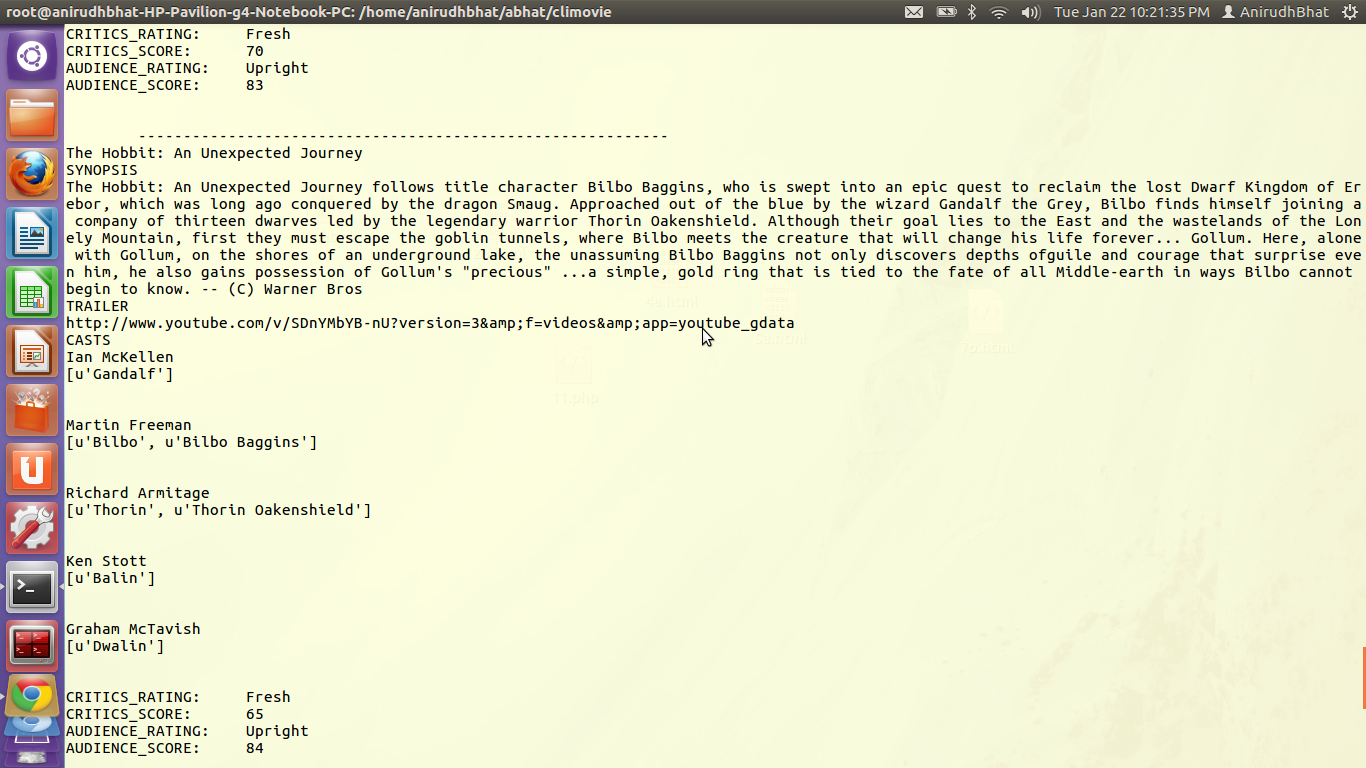 root@anirudhbhat-HP-Pavilion-g4-Notebook-PC: /home/anirudhbhat/abhat/climovie
Tue Jan 22 10:21:35 PM AnirudhBhat
CRITICS_RATING: Fresh
CRITICS_SCORE: 70
AUDIENCE_RATING: Upright
AUDIENCE_SCORE: 83
-----------------------------------------------------------
The Hobbit: An Unexpected Journey
SYNOPSIS
The Hobbit: An Unexpected Journey follows title character Bilbo Baggins, who is swept into an epic quest to reclaim the lost Dwarf Kingdom of Er
ebor, which was long ago conquered by the dragon Smaug. Approached out of the blue by the wizard Gandalf the Grey, Bilbo finds himself joining a
company of thirteen dwarves led by the legendary warrior Thorin Oakenshield. Although their goal lies to the East and the wastelands of the Lon
ely Mountain, first they must escape the goblin tunnels, where Bilbo meets the creature that will change his life forever... Gollum. Here, alone
with Gollum, on the shores of an underground lake, the unassuming Bilbo Baggins not only discovers depths ofguile and courage that surprise eve
n him, he also gains possession of Gollum's "precious" ...a simple, gold ring that is tied to the fate of all Middle-earth in ways Bilbo cannot
begin to know. -- (C) Warner Bros
TRAILER
http://www.youtube.com/v/SDnYMbYB-nU?version=3&amp;f=videos&amp;app=youtube_gdata
CASTS
Ian McKellen
[u'Gandalf']
Martin Freeman
[u'Bilbo', u'Bilbo Baggins']
Richard Armitage
[u'Thorin', u'Thorin Oakenshield']
Ken Stott
[u'Balin']
Graham McTavish
[u'Dwalin']
CRITICS_RATING: Fresh
CRITICS_SCORE: 65
AUDIENCE_RATING: Upright
AUDIENCE_SCORE: 84
11.php